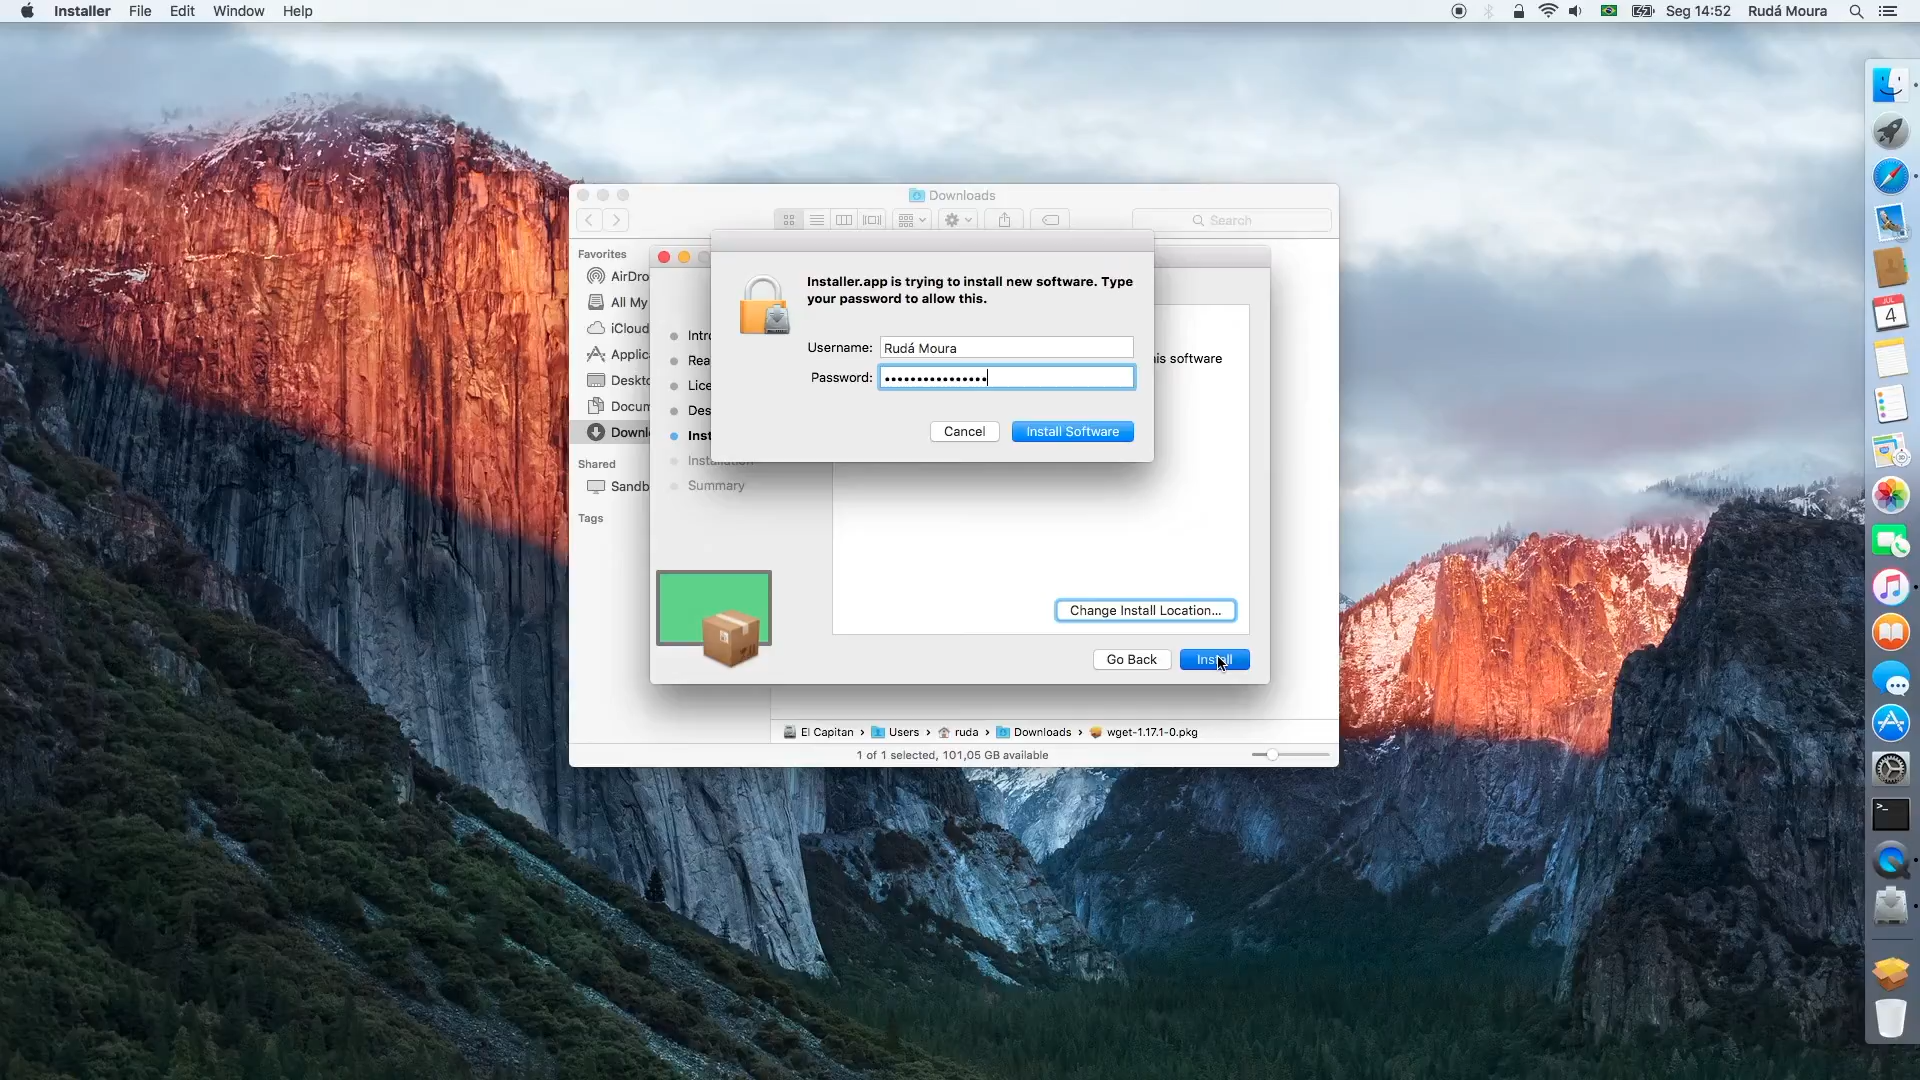 Installer File Edit Window Help
Seg 14:52 Rudá Moura
Downloads
Search
Favorites
AirDro
All My
iCloud
Applic
Deskto
Docum
Downl
Shared
Sandb
Tags
Intro
Rea
Lice
Des
Inst
Installation
Summary
Installer.app is trying to install new software. Type
your password to allow this.
Username: Rudá Moura
Password: ••••••••••••••••
Cancel Install Software
is software
Change Install Location...
Go Back Install
El Capitan › Users › ruda › Downloads › wget-1.17.1-0.pkg
1 of 1 selected, 101,05 GB available
JUL
4